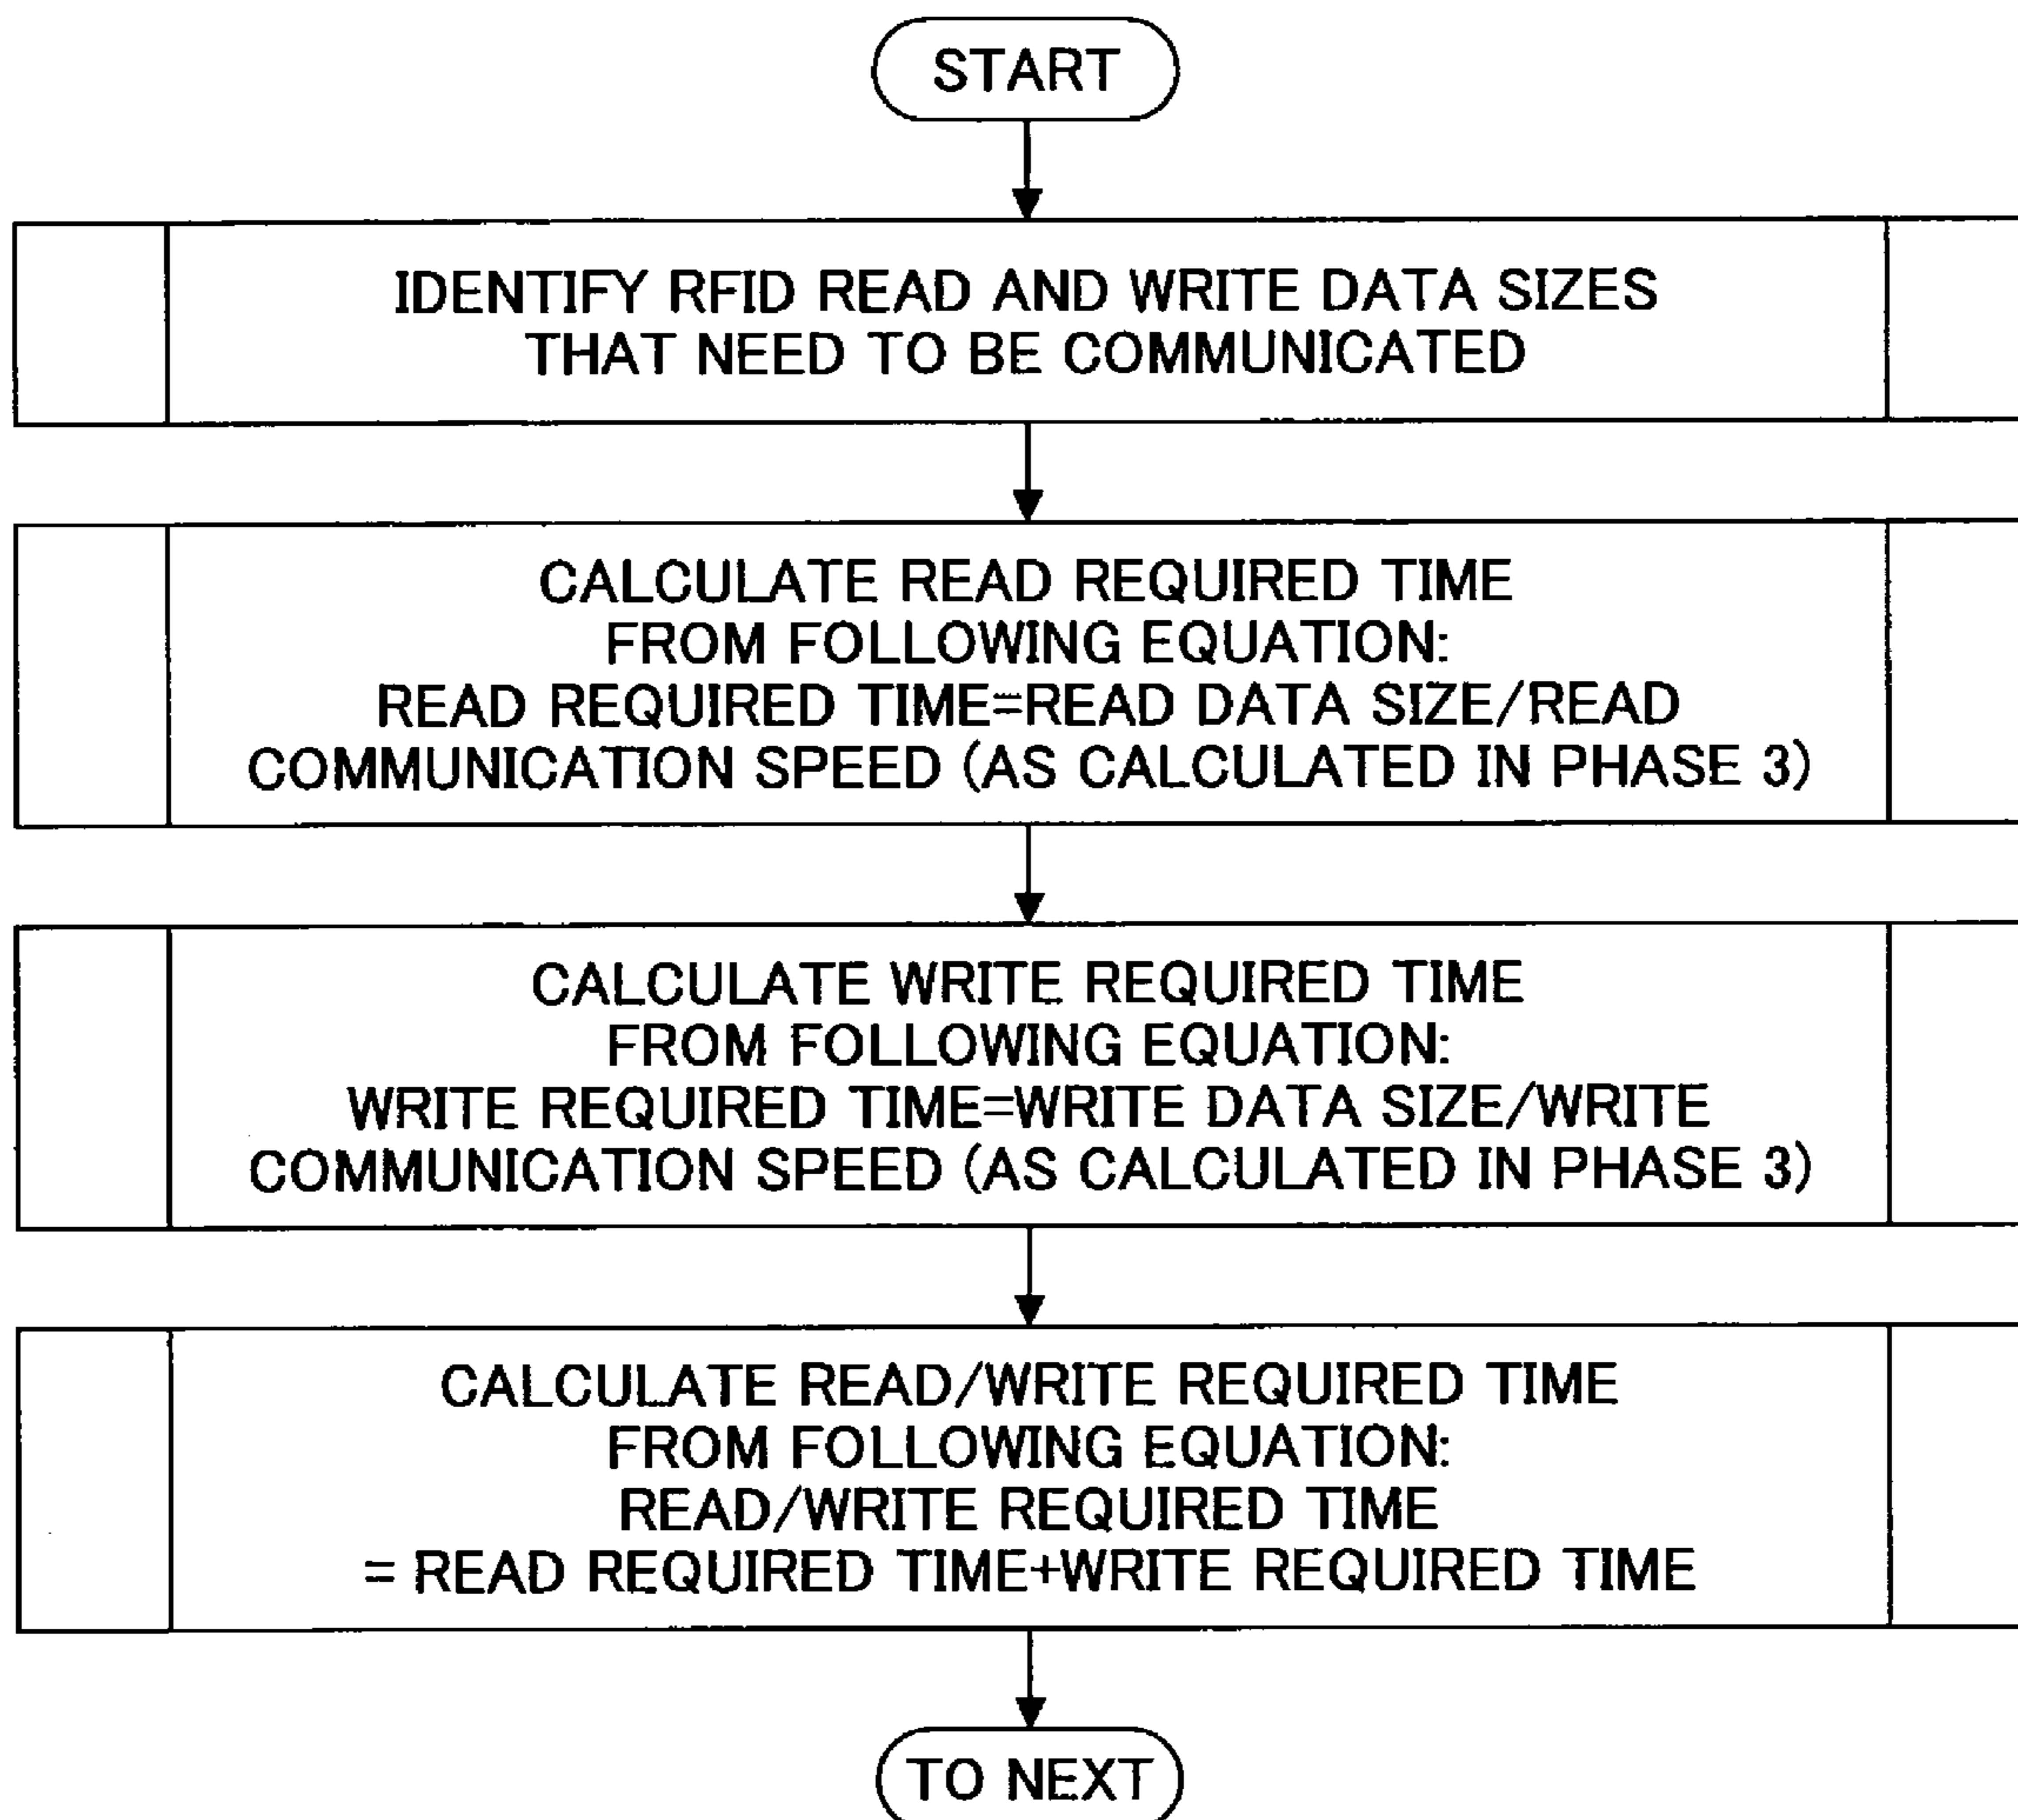 START
IDENTIFY RFID READ AND WRITE DATA SIZES
THAT NEED TO BE COMMUNICATED
CALCULATE READ REQUIRED TIME
FROM FOLLOWING EQUATION:
READ REQUIRED TIME=READ DATA SIZE/READ
COMMUNICATION SPEED (AS CALCULATED IN PHASE 3)
CALCULATE WRITE REQUIRED TIME
FROM FOLLOWING EQUATION:
WRITE REQUIRED TIME=WRITE DATA SIZE/WRITE
COMMUNICATION SPEED (AS CALCULATED IN PHASE 3)
CALCULATE READ/WRITE REQUIRED TIME
FROM FOLLOWING EQUATION:
READ/WRITE REQUIRED TIME
= READ REQUIRED TIME+WRITE REQUIRED TIME
TO NEXT